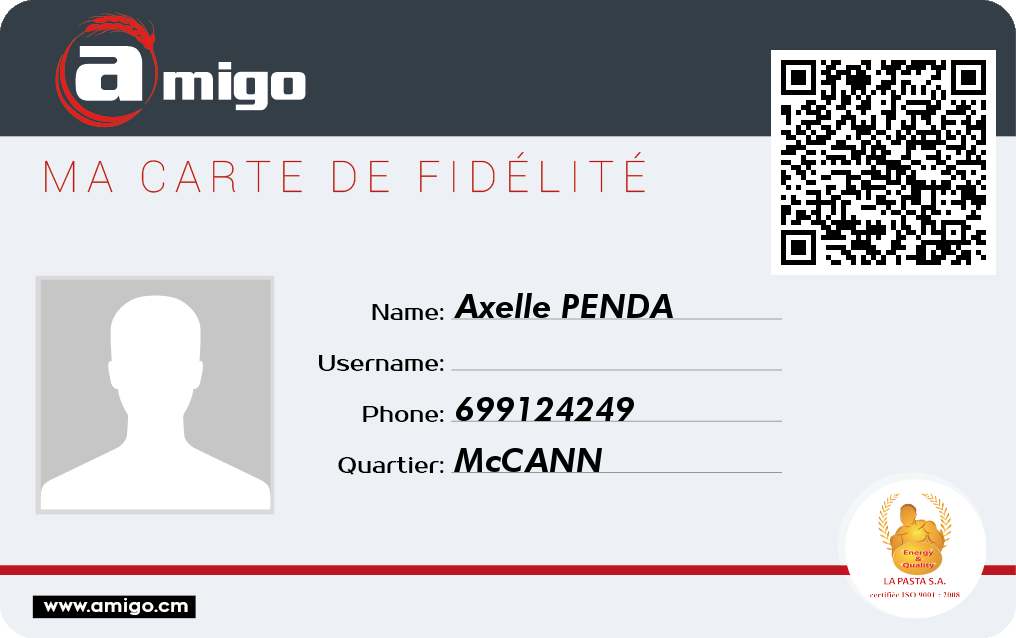 amigo
MA CARTE DE FIDÉLITÉ
Name: Axelle PENDA
Username:
Phone: 699124249
Quartier: McCANN
Energy
&
Quality
LA PASTA S.A.
certifiée ISO 9001 : 2008
www.amigo.cm